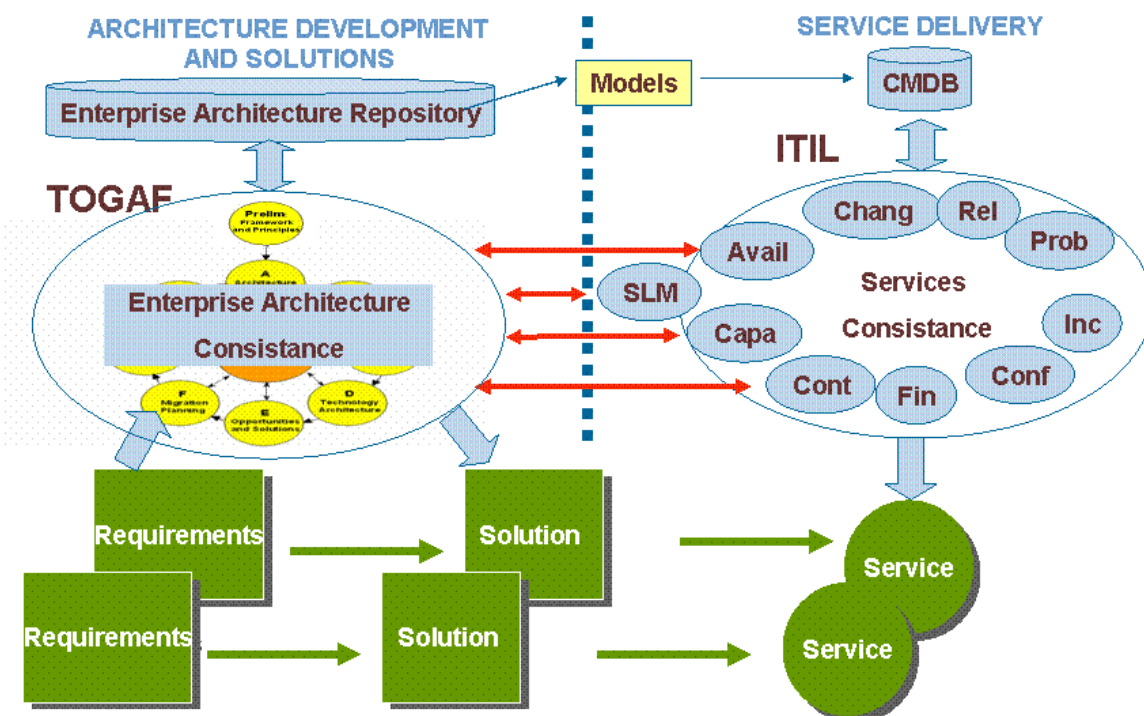 ARCHITECTURE DEVELOPMENT
AND SOLUTIONS
SERVICE DELIVERY
Models
CMDB
Enterprise Architecture Repository
ITIL
TOGAF
Prelim:
Framework
and Principles
A
Architecture
Enterprise Architecture
Consistance
F
Migration
Planning
E
Opportunities
and Solutions
D
Technology
Architecture
Chang
Rel
Prob
Avail
SLM
Services
Consistance
Capa
Inc
Cont
Fin
Conf
Requirements
Solution
Service
Requirements
Solution
Service